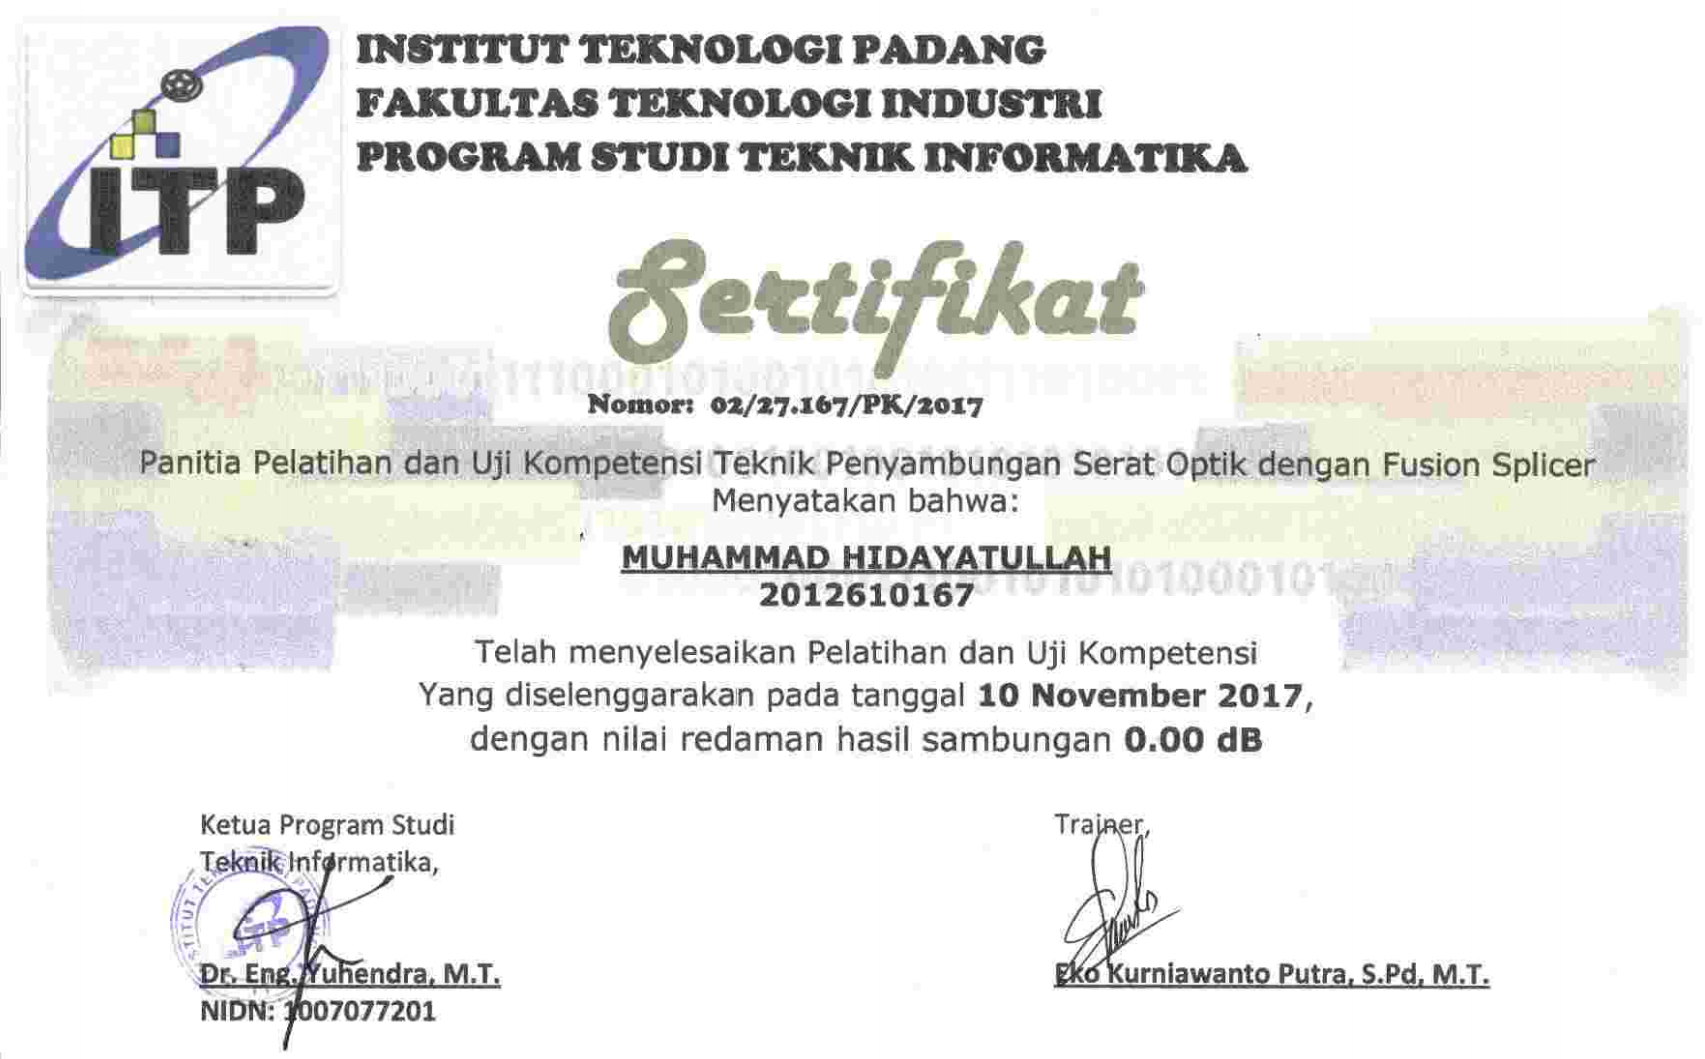 INSTITUT TEKNOLOGI PADANG
FAKULTAS TEKNOLOGI INDUSTRI
PROGRAM STUDI TEKNIK INFORMATIKA
ITP
Sertifikat
Nomor: 02/27.167/PK/2017
Panitia Pelatihan dan Uji Kompetensi Teknik Penyambungan Serat Optik dengan Fusion Splicer
Menyatakan bahwa:
MUHAMMAD HIDAYATULLAH
2012610167
Telah menyelesaikan Pelatihan dan Uji Kompetensi
Yang diselenggarakan pada tanggal 10 November 2017,
dengan nilai redaman hasil sambungan 0.00 dB
Ketua Program Studi
Teknik Informatika,
ITP
Dr. Eng. Yuhendra, M.T.
NIDN: 1007077201
Trainer,
Eko Kurniawanto Putra, S.Pd, M.T.